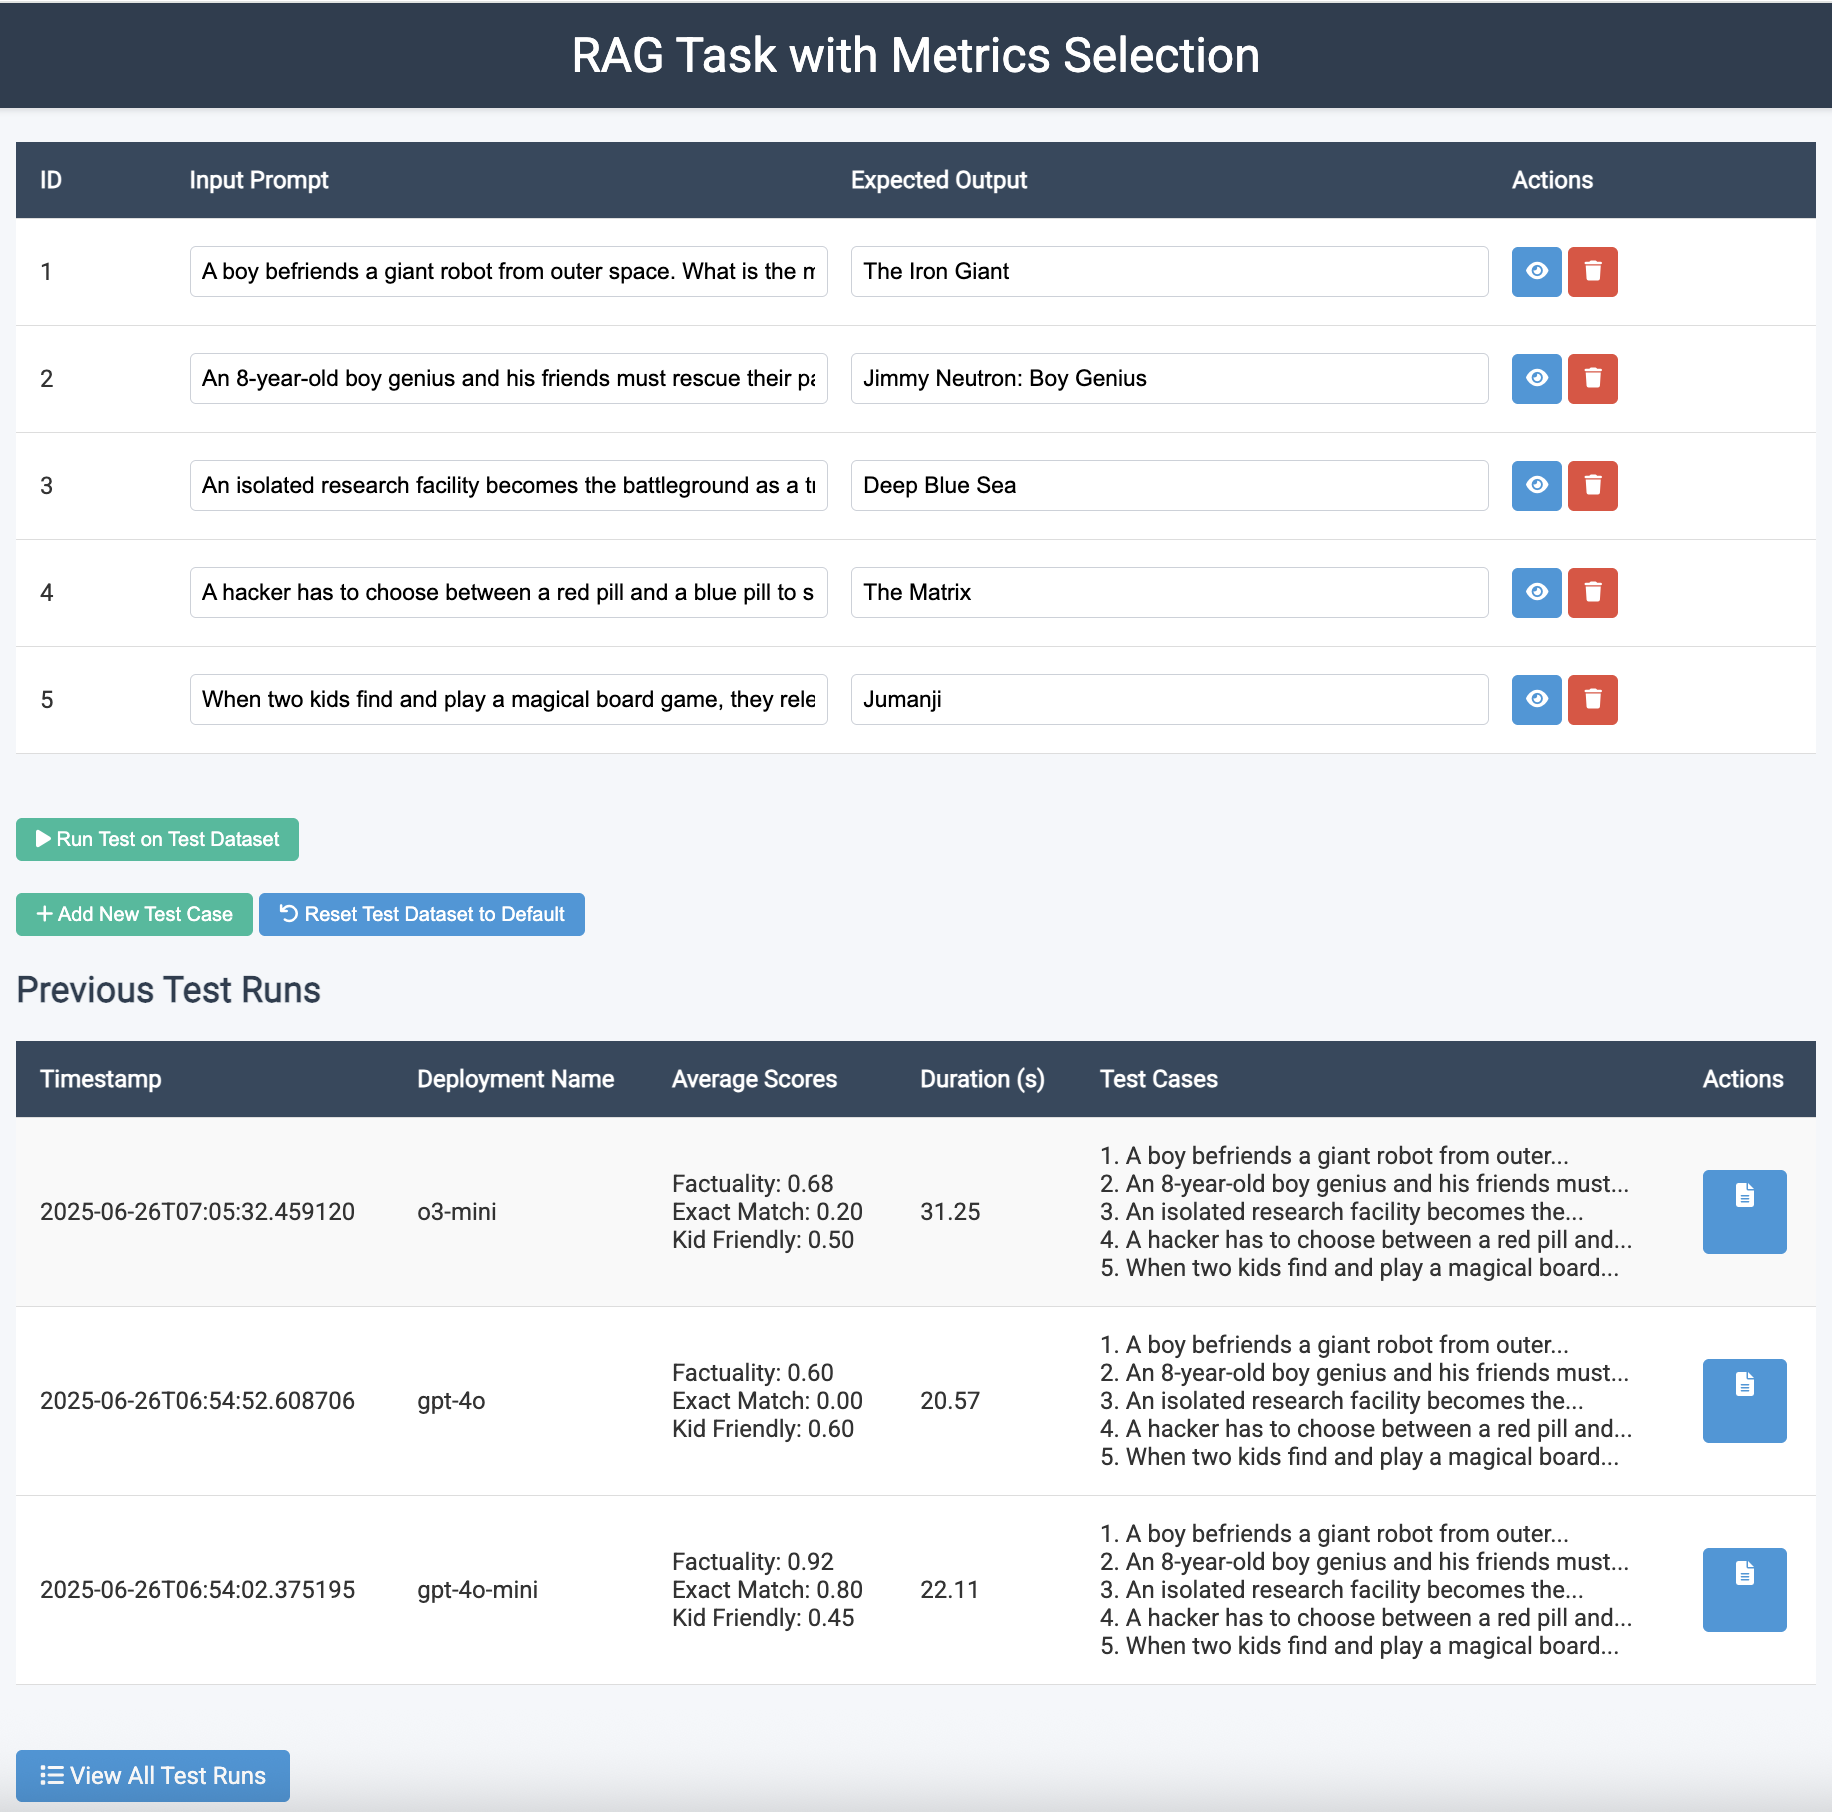 RAG Task with Metrics Selection
ID Input Prompt Expected Output Actions
1 A boy befriends a giant robot from outer space. What is the The Iron Giant
2 An 8-year-old boy genius and his friends must rescue their Jimmy Neutron: Boy Genius
3 An isolated research facility becomes the battleground as a Deep Blue Sea
4 A hacker has to choose between a red pill and a blue pill to s The Matrix
5 When two kids find and play a magical board game, they rele Jumanji
Run Test on Test Dataset
Add New Test Case Reset Test Dataset to Default
Previous Test Runs
Timestamp Deployment Name Average Scores Duration (s) Test Cases Actions
2025-06-26T07:05:32.459120 o3-mini
Factuality: 0.68
Exact Match: 0.20
Kid Friendly: 0.50
31.25
1. A boy befriends a giant robot from outer...
2. An 8-year-old boy genius and his friends must...
3. An isolated research facility becomes the...
4. A hacker has to choose between a red pill and...
5. When two kids find and play a magical board...
2025-06-26T06:54:52.608706 gpt-4o
Factuality: 0.60
Exact Match: 0.00
Kid Friendly: 0.60
20.57
1. A boy befriends a giant robot from outer...
2. An 8-year-old boy genius and his friends must...
3. An isolated research facility becomes the...
4. A hacker has to choose between a red pill and...
5. When two kids find and play a magical board...
2025-06-26T06:54:02.375195 gpt-4o-mini
Factuality: 0.92
Exact Match: 0.80
Kid Friendly: 0.45
22.11
1. A boy befriends a giant robot from outer...
2. An 8-year-old boy genius and his friends must...
3. An isolated research facility becomes the...
4. A hacker has to choose between a red pill and...
5. When two kids find and play a magical board...
View All Test Runs